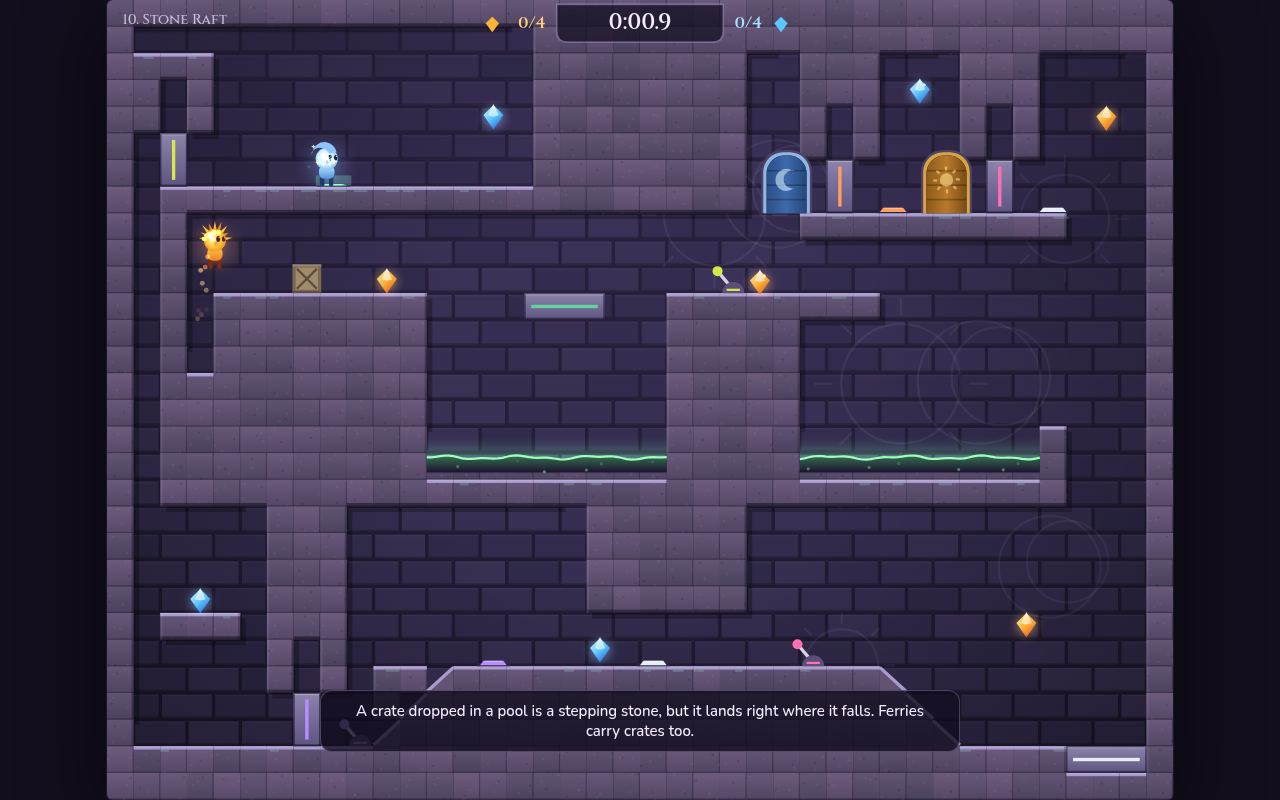 10. Stone Raft
0/4
0:00.9
0/4
A crate dropped in a pool is a stepping stone, but it lands right where it falls. Ferries
carry crates too.